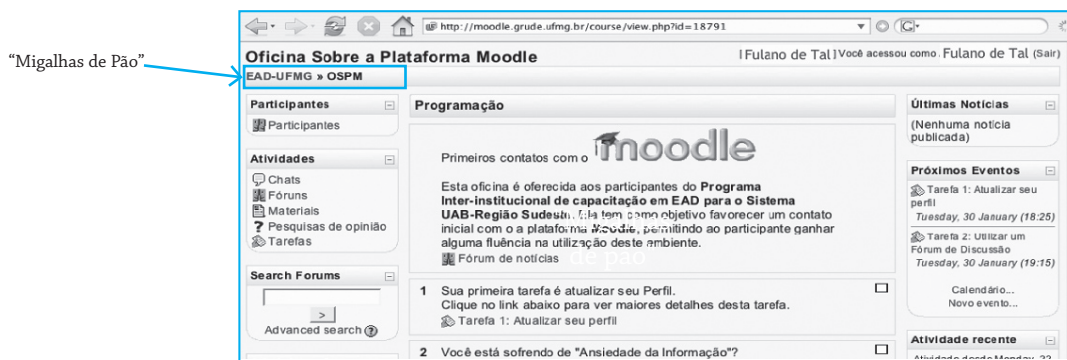 http://moodle.grude.ufmg.br/course/view.php?id=18791
Oficina Sobre a Plataforma Moodle
[Fulano de Tal] Você acessou como Fulano de Tal (Sair)
"Migalhas de Pão"
EAD-UFMG » OSPM
Participantes
Participantes
Atividades
Chats
Fóruns
Materiais
Pesquisas de opinião
Tarefas
Search Forums
>
Advanced search ?
Programação
Primeiros contatos com o moodle
Esta oficina é oferecida aos participantes do Programa
Inter-institucional de capacitação em EAD para o Sistema
UAB-Região Sudeste. Ela tem como objetivo favorecer um contato
inicial com o a plataforma Moodle, permitindo ao participante ganhar
alguma fluência na utilização deste ambiente.
de pão
Fórum de notícias
1 Sua primeira tarefa é atualizar seu Perfil.
Clique no link abaixo para ver maiores detalhes desta tarefa.
Tarefa 1: Atualizar seu perfil
2 Você está sofrendo de "Ansiedade da Informação"?
Últimas Notícias
(Nenhuma notícia
publicada)
Próximos Eventos
Tarefa 1: Atualizar seu
perfil
Tuesday, 30 January (18:25)
Tarefa 2: Utilizar um
Fórum de Discussão
Tuesday, 30 January (19:15)
Calendário...
Novo evento...
Atividade recente
Atividade desde Monday, 22